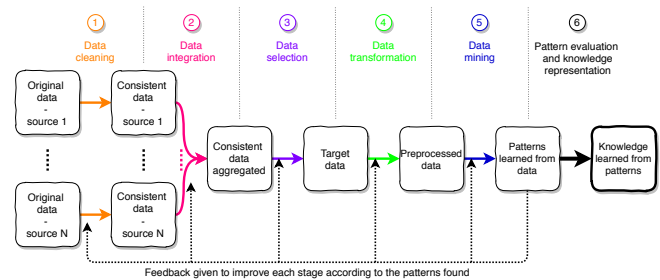 1
2
3
4
5
6
Data
cleaning
Data
integration
Data
selection
Data
transformation
Data
mining
Pattern evaluation
and knowledge
representation
Original
data
-
source 1
Consistent
data
-
source 1
Consistent
data
aggregated
Target
data
Preprocessed
data
Patterns
learned from
data
Knowledge
learned from
patterns
Original
data
-
source N
Consistent
data
-
source N
Feedback given to improve each stage according to the patterns found